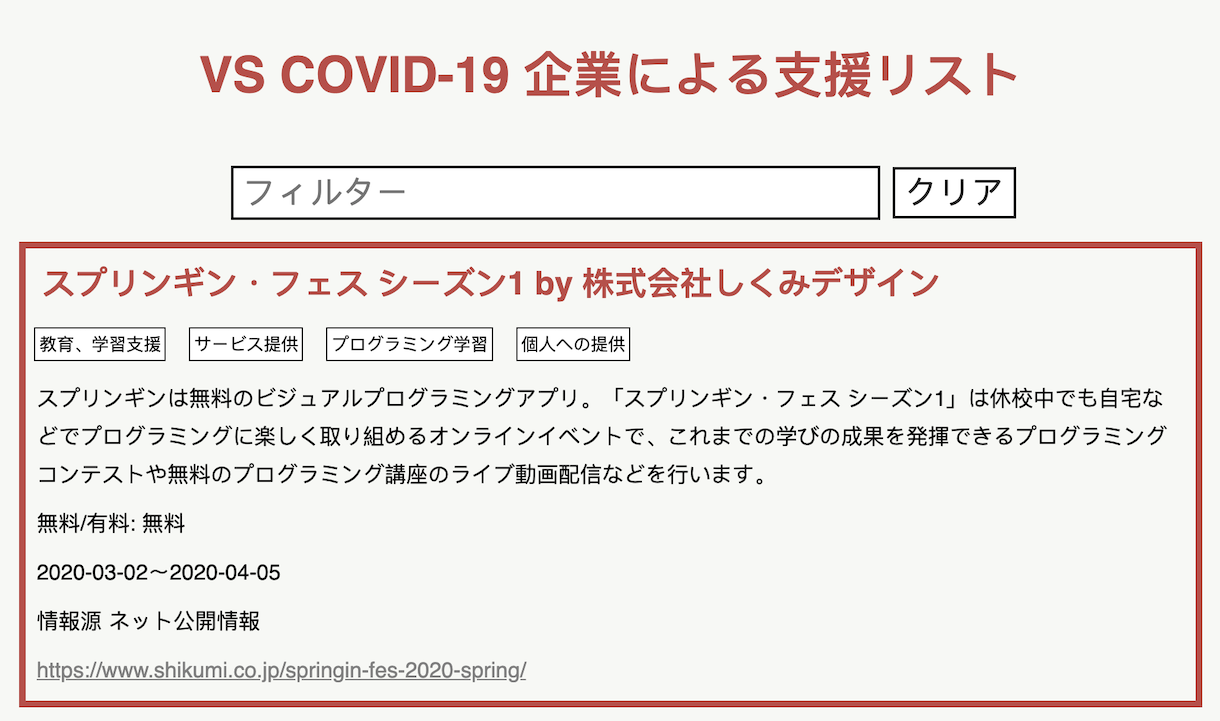 VS COVID-19 企業による支援リスト
フィルター
クリア
スプリンギン・フェス シーズン1 by 株式会社しくみデザイン
教育、学習支援 サービス提供 プログラミング学習 個人への提供
スプリンギンは無料のビジュアルプログラミングアプリ。「スプリンギン・フェス シーズン1」は休校中でも自宅な
どでプログラミングに楽しく取り組めるオンラインイベントで、これまでの学びの成果を発揮できるプログラミング
コンテストや無料のプログラミング講座のライブ動画配信などを行います。
無料/有料: 無料
2020-03-02〜2020-04-05
情報源 ネット公開情報
https://www.shikumi.co.jp/springin-fes-2020-spring/